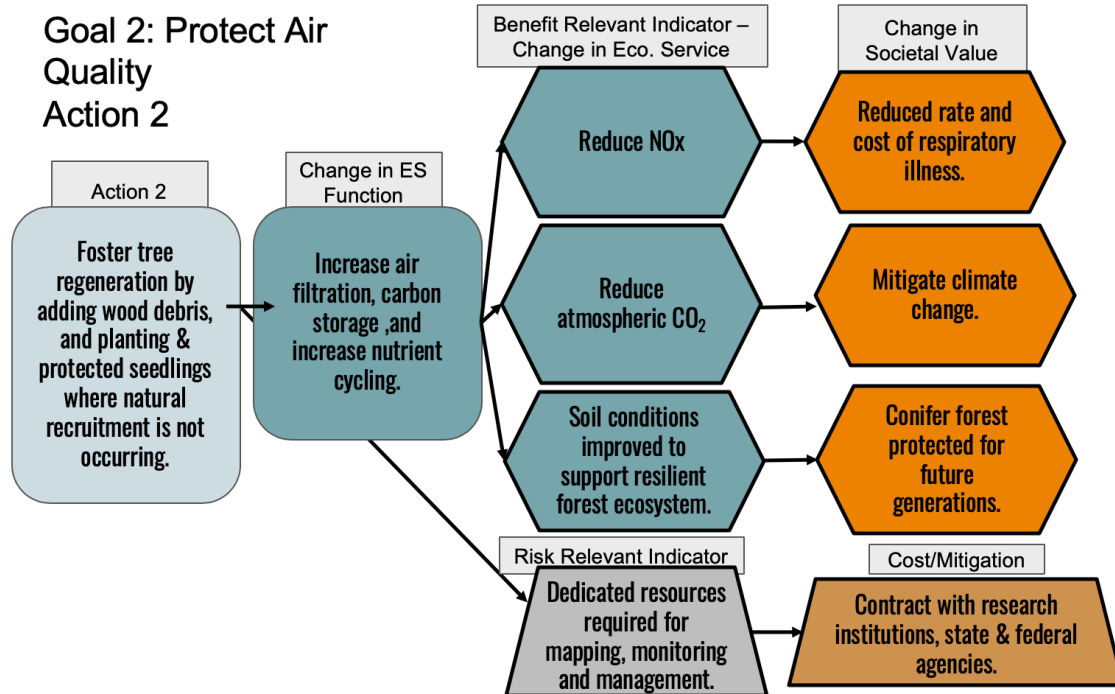 Goal 2: Protect Air
Quality
Action 2
Action 2
Foster tree
regeneration by
adding wood debris,
and planting &
protected seedlings
where natural
recruitment is not
occurring.
Change in ES
Function
Increase air
filtration, carbon
storage ,and
increase nutrient
cycling.
Benefit Relevant Indicator –
Change in Eco. Service
Reduce NOx
Reduce
atmospheric CO₂
Soil conditions
improved to
support resilient
forest ecosystem.
Change in
Societal Value
Reduced rate and
cost of respiratory
illness.
Mitigate climate
change.
Conifer forest
protected for
future
generations.
Risk Relevant Indicator
Dedicated resources
required for
mapping, monitoring
and management.
Cost/Mitigation
Contract with research
institutions, state & federal
agencies.